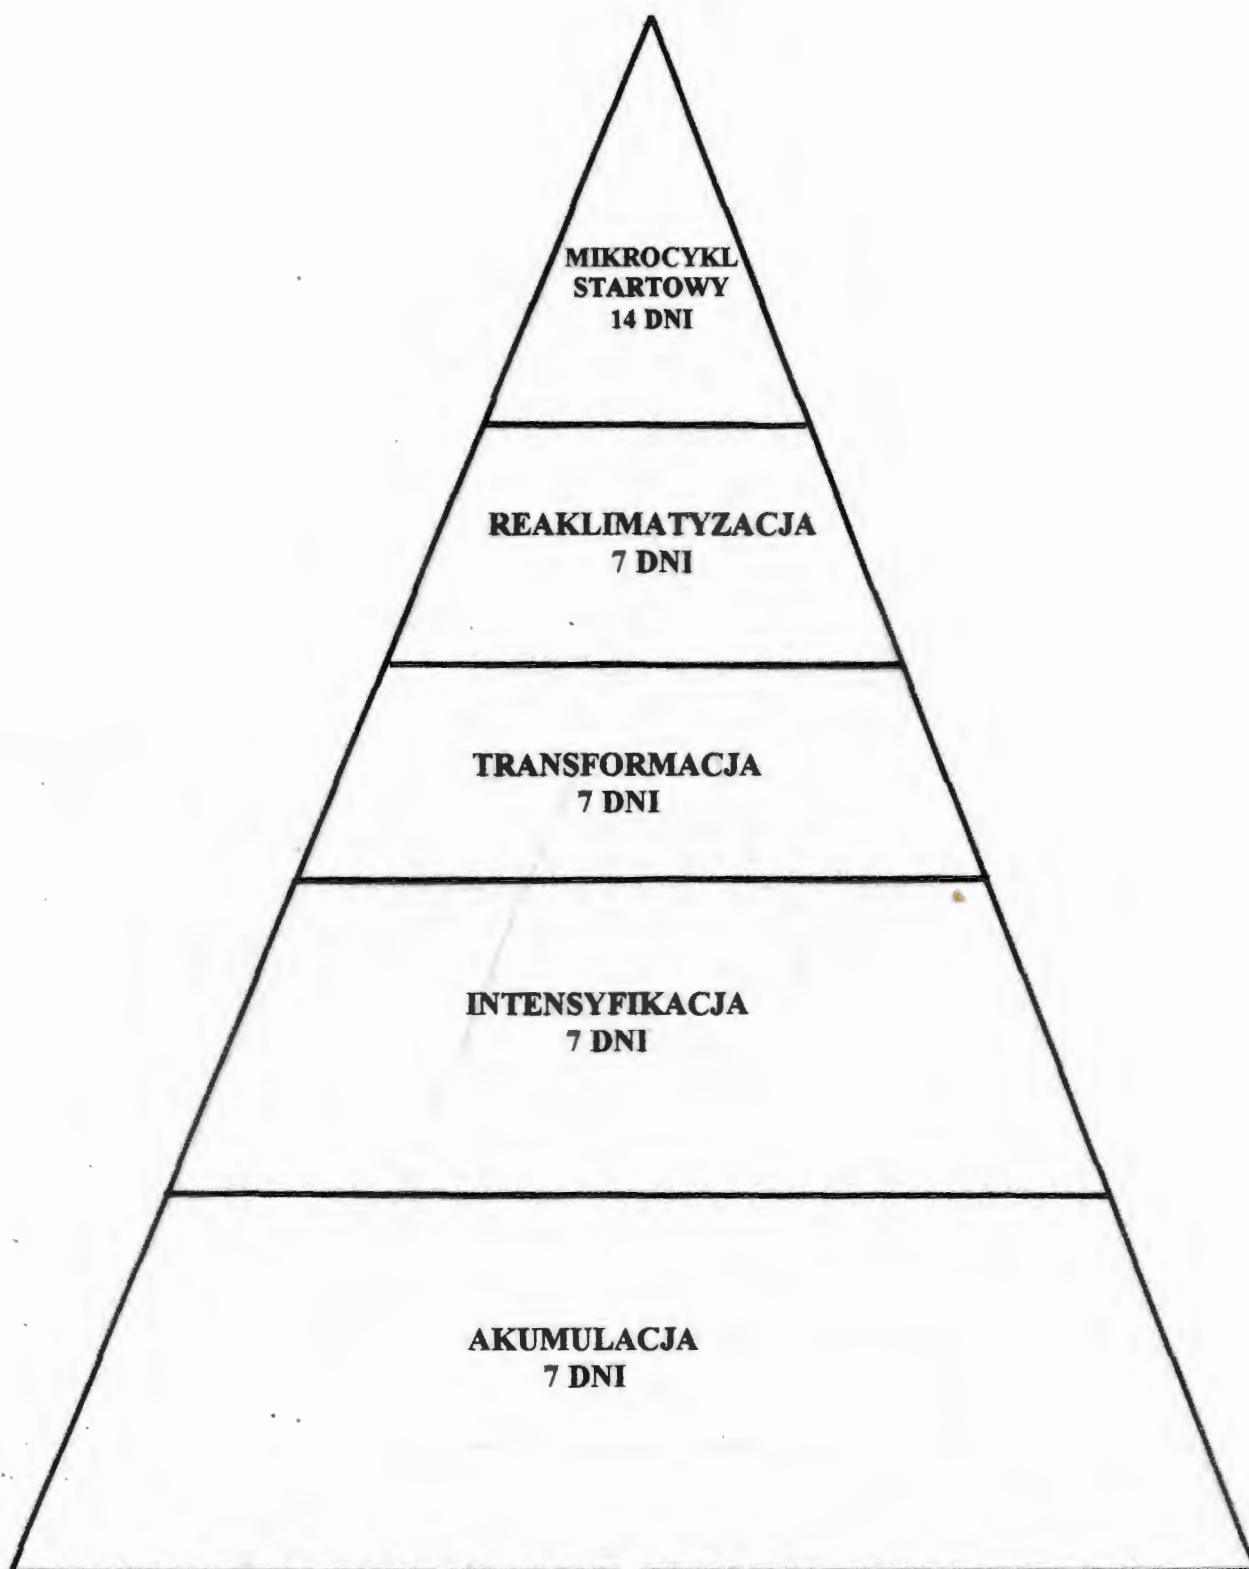 MIKROCYKL
STARTOWY
14 DNI
REAKLIMATYZACJA
7 DNI
TRANSFORMACJA
7 DNI
INTENSYFIKACJA
7 DNI
AKUMULACJA
7 DNI